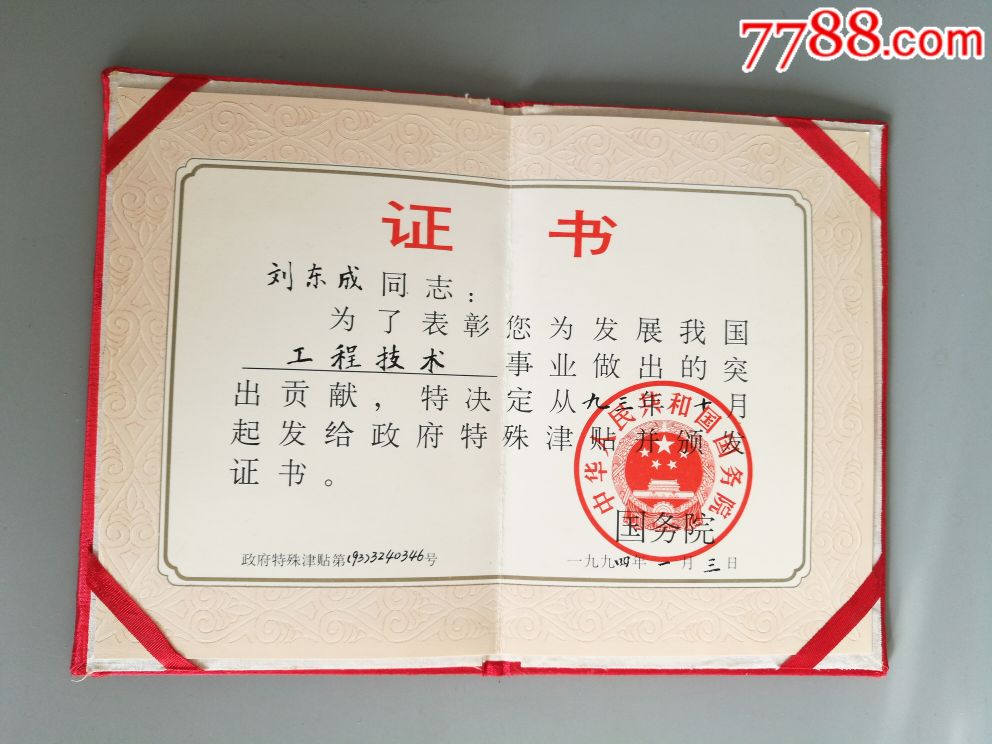 7788.com
证书
刘东成同志：
为了表彰您为发展我国
工程技术 事业做出的突
出贡献，特决定从九三年十月
起发给政府特殊津贴并颁发
证书。
中华人民共和国国务院
国务院
政府特殊津贴第(93)3240346号
一九九四年一月三日